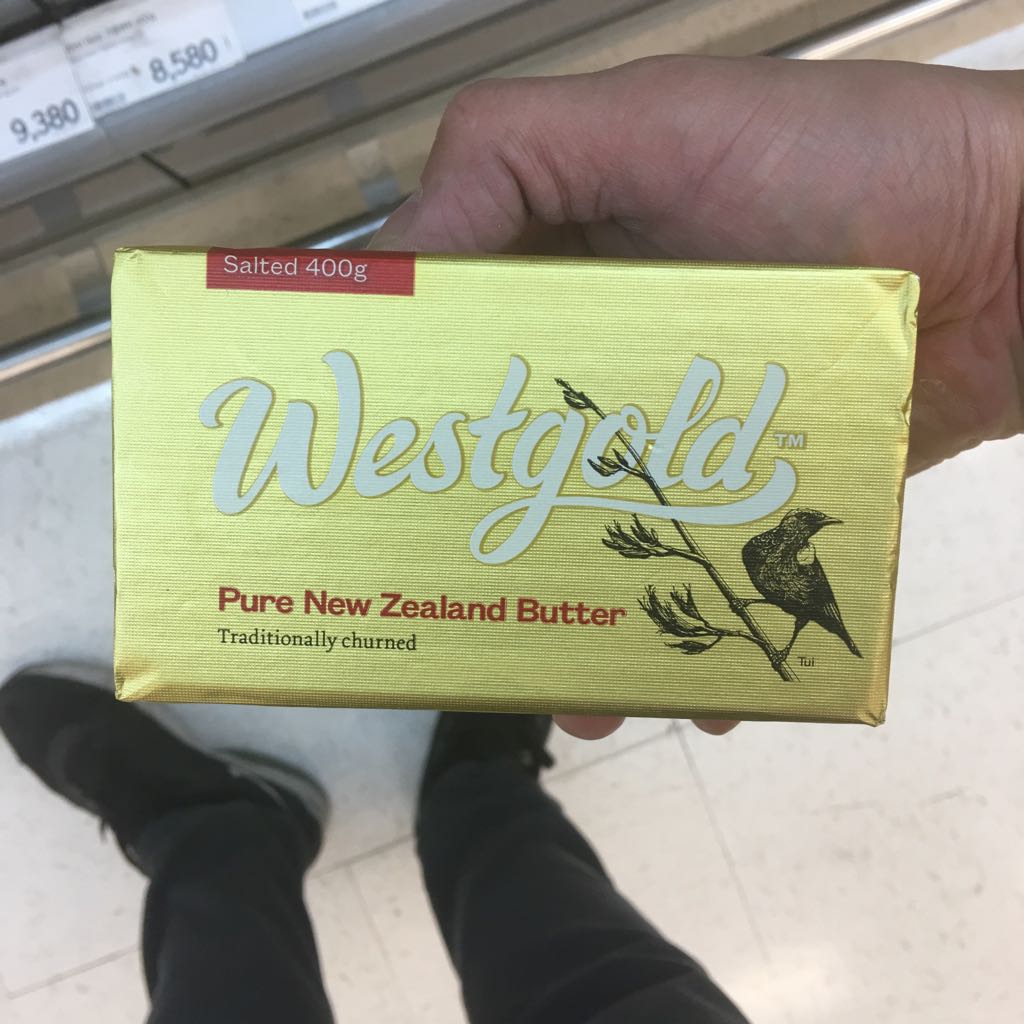 8,580
9,380
Salted 400g
Westgold™
Pure New Zealand Butter
Traditionally churned
Tui